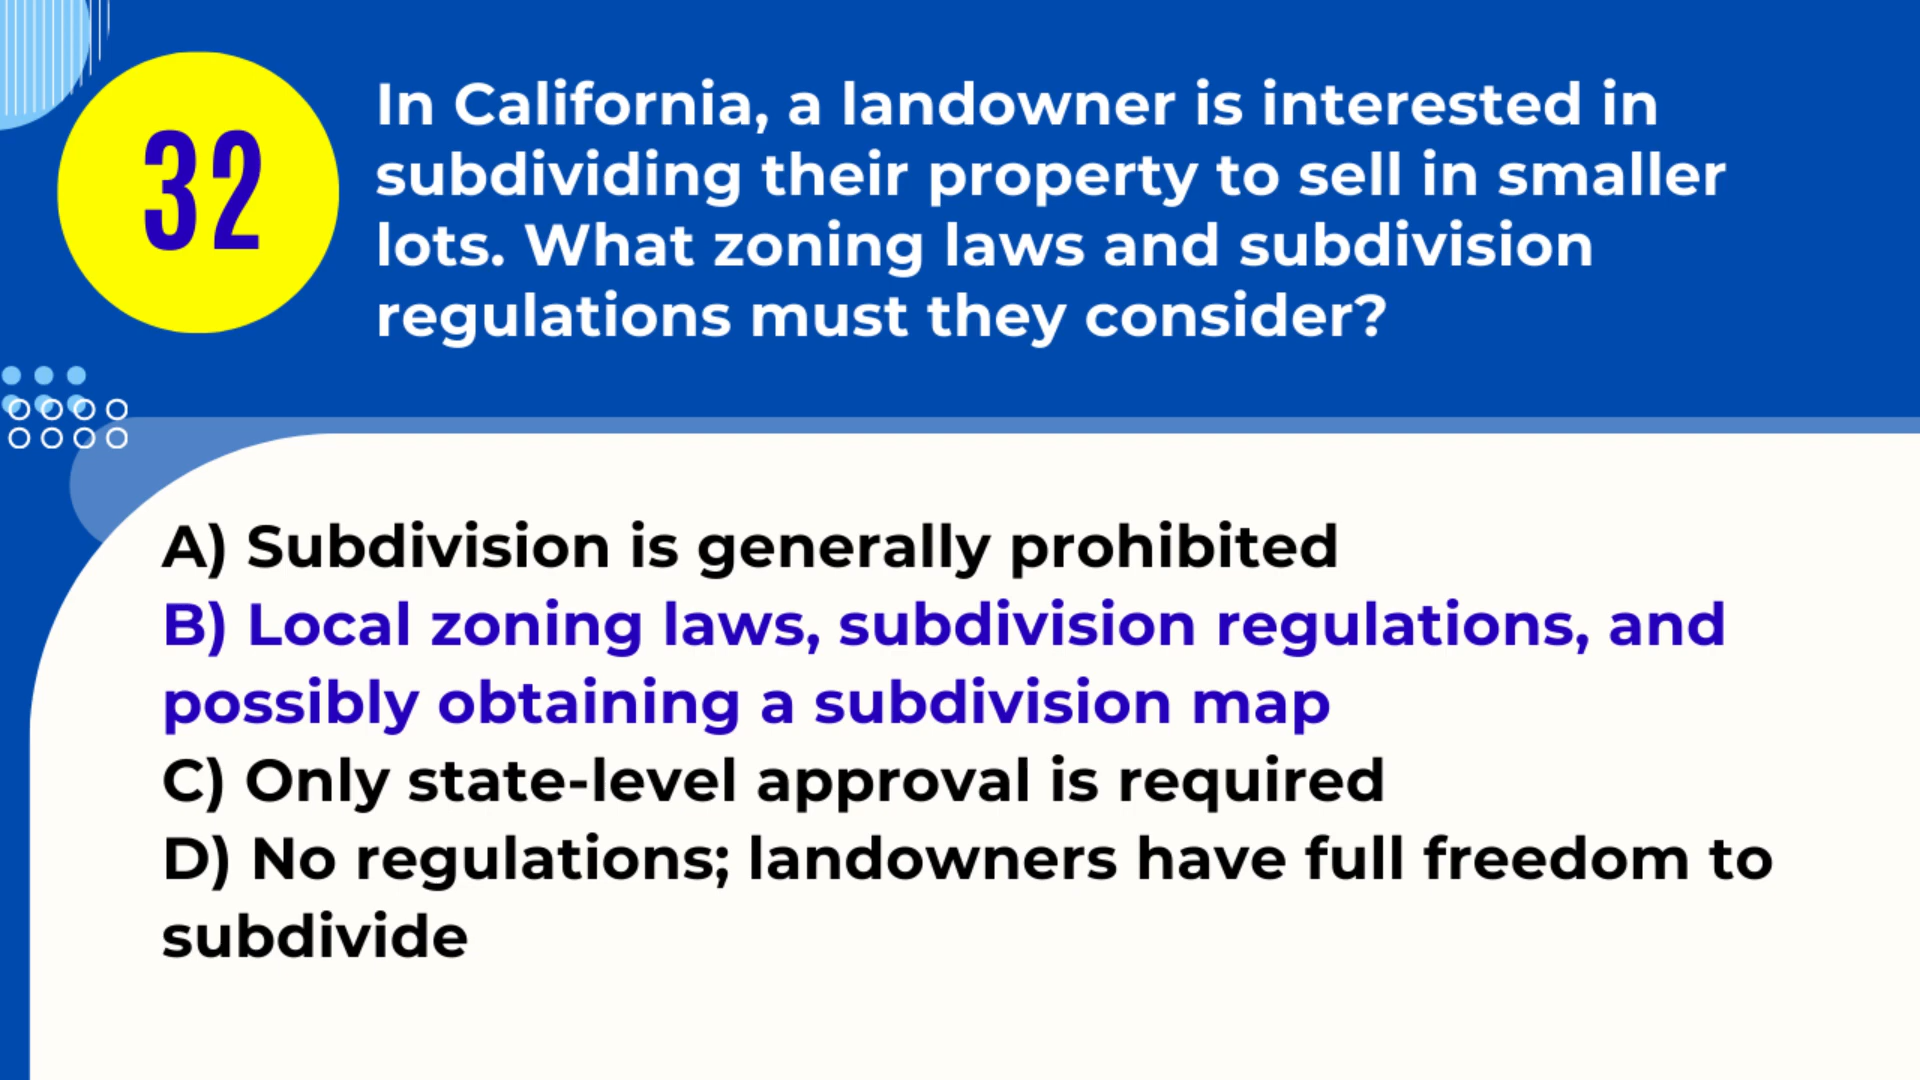 32
In California, a landowner is interested in
subdividing their property to sell in smaller
lots. What zoning laws and subdivision
regulations must they consider?
A) Subdivision is generally prohibited
B) Local zoning laws, subdivision regulations, and
possibly obtaining a subdivision map
C) Only state-level approval is required
D) No regulations; landowners have full freedom to
subdivide